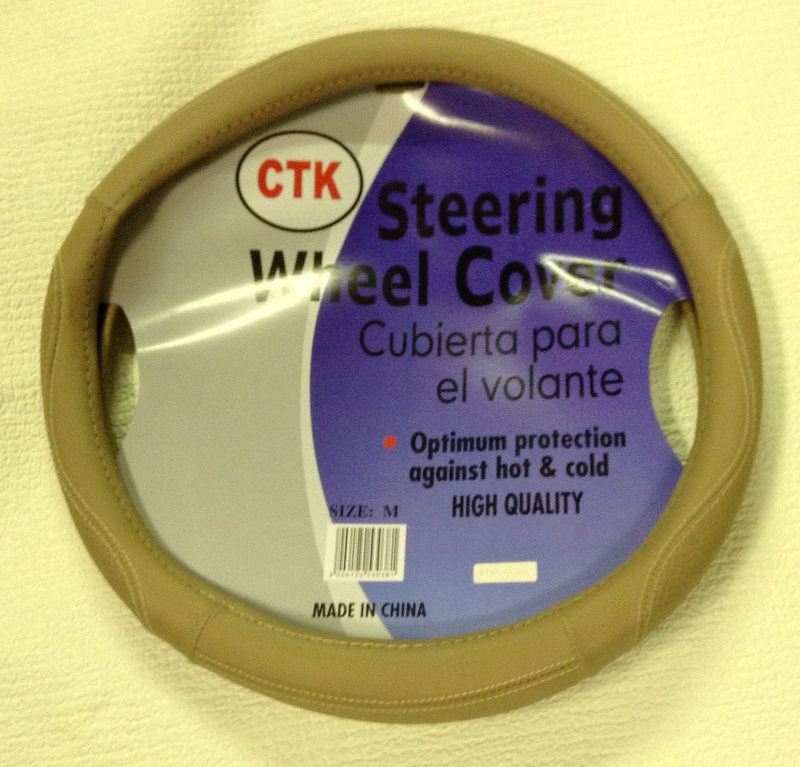 CTK
Steering
Wheel Cover
Cubierta para
el volante
Optimum protection
against hot & cold
HIGH QUALITY
SIZE: M
MADE IN CHINA